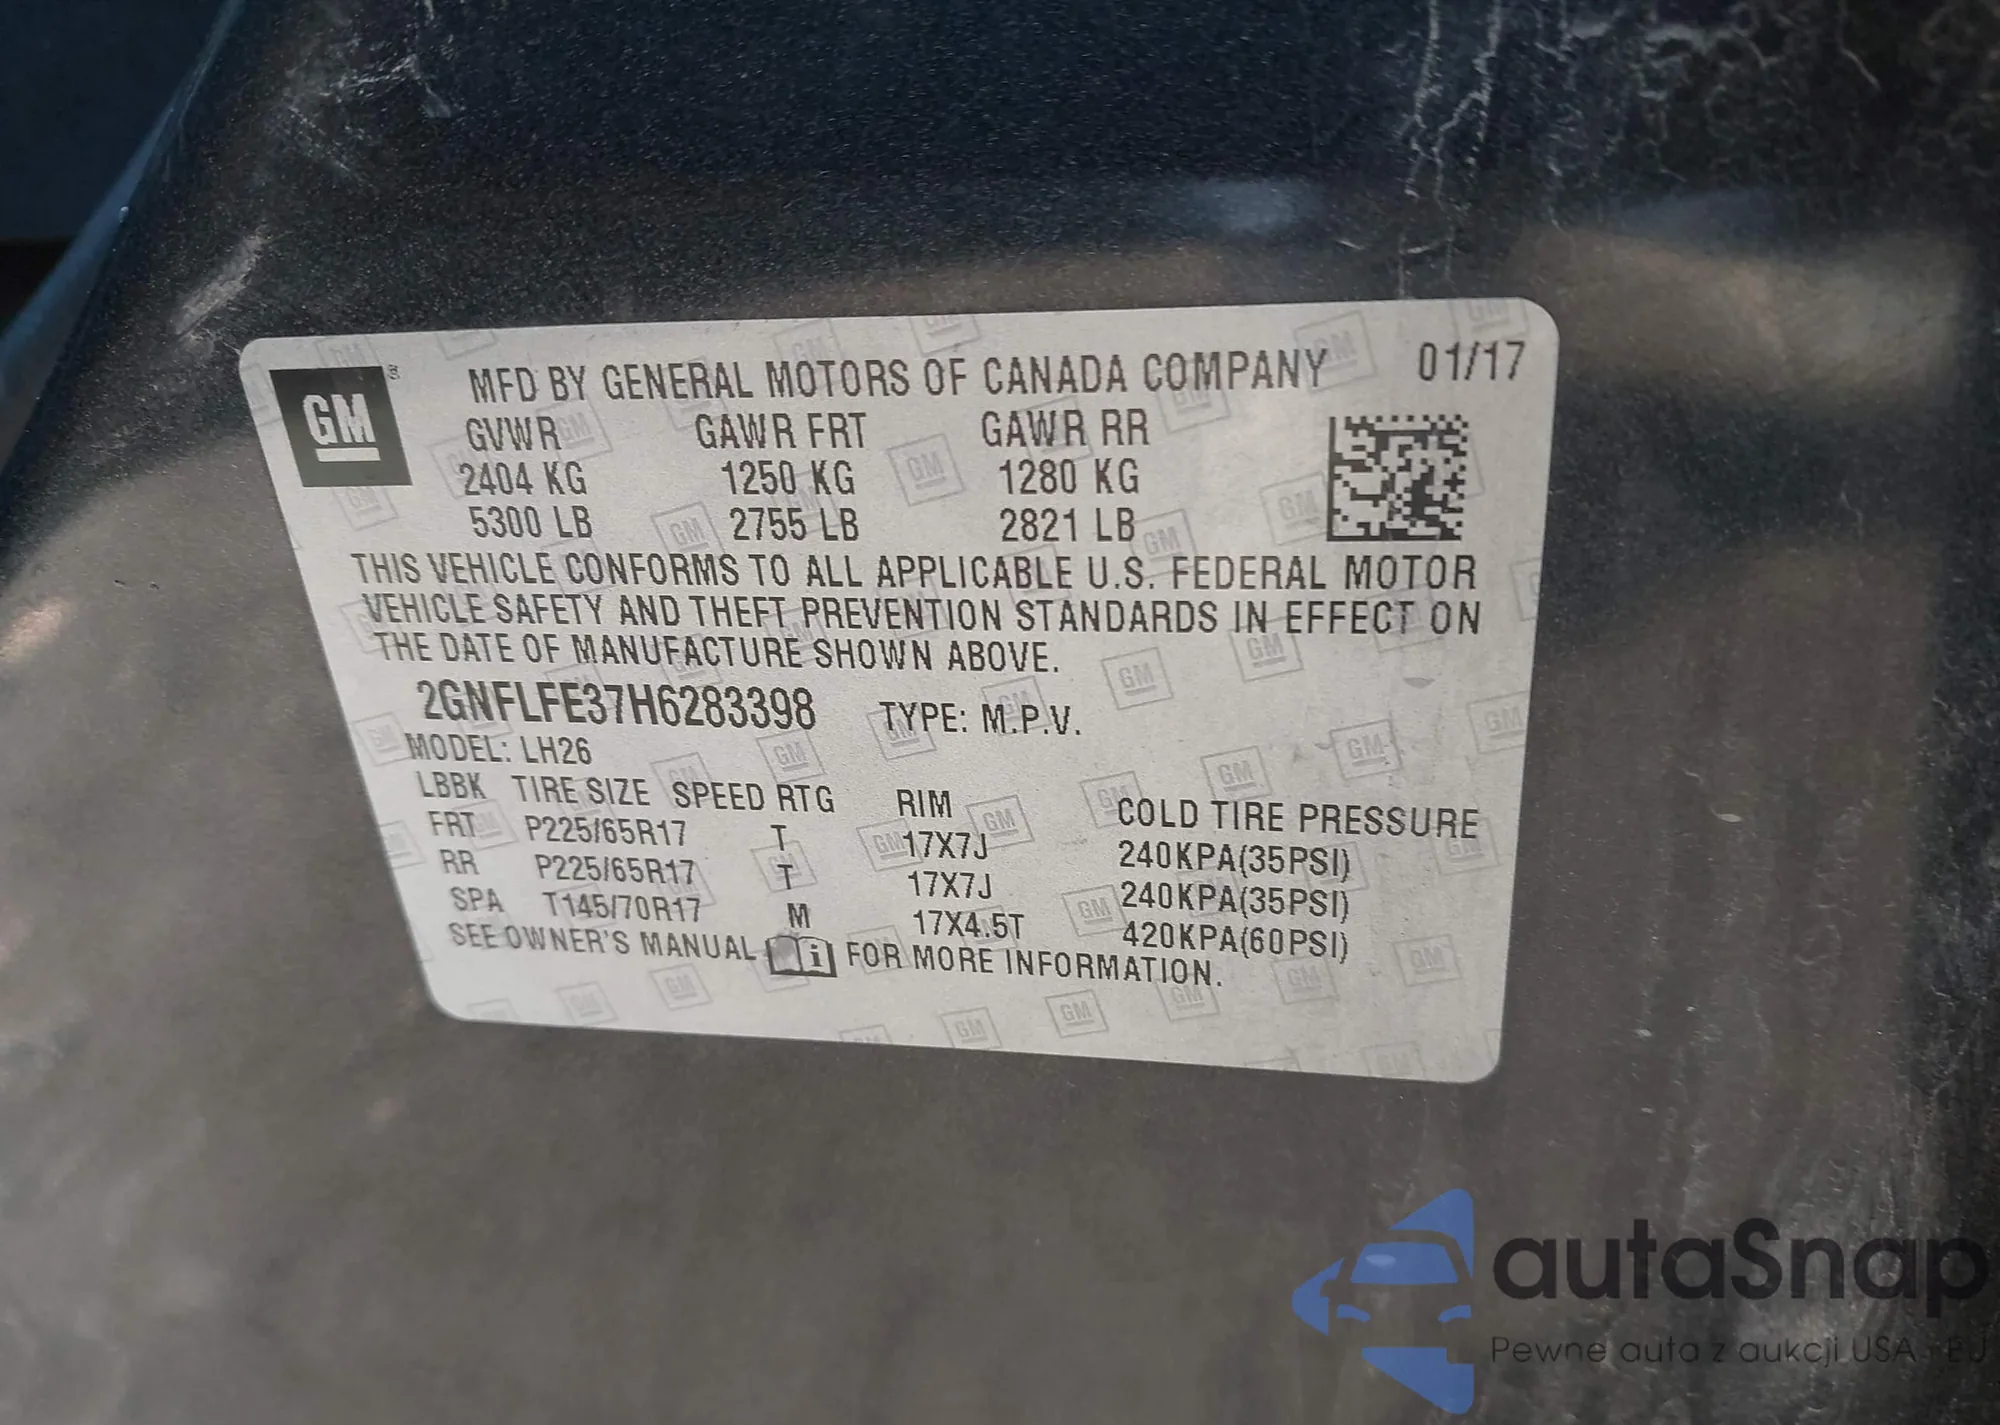 GM ®
MFD BY GENERAL MOTORS OF CANADA COMPANY 01/17
GVWR GAWR FRT GAWR RR
2404 KG 1250 KG 1280 KG
5300 LB 2755 LB 2821 LB
THIS VEHICLE CONFORMS TO ALL APPLICABLE U.S. FEDERAL MOTOR
VEHICLE SAFETY AND THEFT PREVENTION STANDARDS IN EFFECT ON
THE DATE OF MANUFACTURE SHOWN ABOVE.
2GNFLFE37H6283398 TYPE: M.P.V.
MODEL: LH26
LBBK TIRE SIZE SPEED RTG RIM COLD TIRE PRESSURE
FRT P225/65R17 T 17X7J 240KPA(35PSI)
RR P225/65R17 T 17X7J 240KPA(35PSI)
SPA T145/70R17 M 17X4.5T 420KPA(60PSI)
SEE OWNER'S MANUAL i FOR MORE INFORMATION.
autaSnap
Pewne auta z aukcji USA - EU